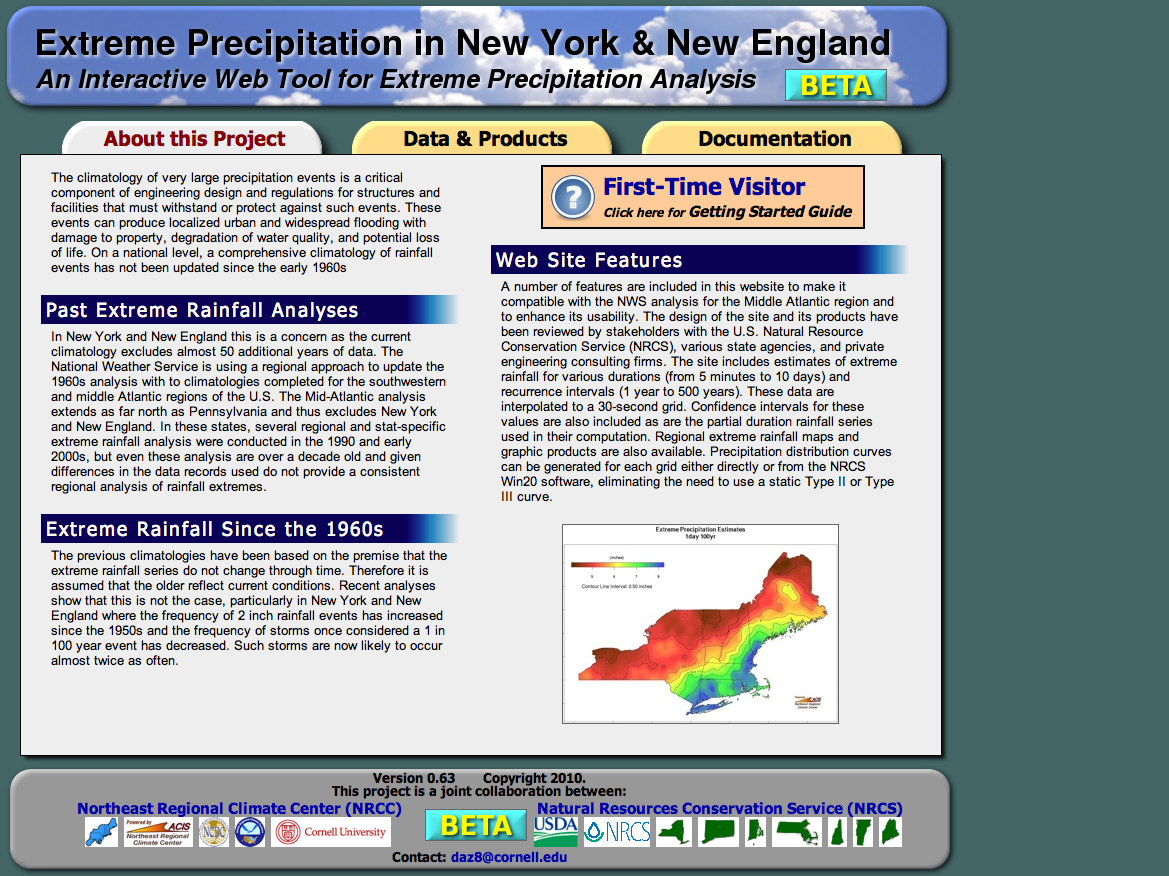 Extreme Precipitation in New York & New England
An Interactive Web Tool for Extreme Precipitation Analysis
BETA
About this Project
Data & Products
Documentation
The climatology of very large precipitation events is a critical
component of engineering design and regulations for structures and
facilities that must withstand or protect against such events. These
events can produce localized urban and widespread flooding with
damage to property, degradation of water quality, and potential loss
of life. On a national level, a comprehensive climatology of rainfall
events has not been updated since the early 1960s
Past Extreme Rainfall Analyses
In New York and New England this is a concern as the current
climatology excludes almost 50 additional years of data. The
National Weather Service is using a regional approach to update the
1960s analysis with to climatologies completed for the southwestern
and middle Atlantic regions of the U.S. The Mid-Atlantic analysis
extends as far north as Pennsylvania and thus excludes New York
and New England. In these states, several regional and stat-specific
extreme rainfall analysis were conducted in the 1990 and early
2000s, but even these analysis are over a decade old and given
differences in the data records used do not provide a consistent
regional analysis of rainfall extremes.
Extreme Rainfall Since the 1960s
The previous climatologies have been based on the premise that the
extreme rainfall series do not change through time. Therefore it is
assumed that the older reflect current conditions. Recent analyses
show that this is not the case, particularly in New York and New
England where the frequency of 2 inch rainfall events has increased
since the 1950s and the frequency of storms once considered a 1 in
100 year event has decreased. Such storms are now likely to occur
almost twice as often.
?
First-Time Visitor
Click here for Getting Started Guide
Web Site Features
A number of features are included in this website to make it
compatible with the NWS analysis for the Middle Atlantic region and
to enhance its usability. The design of the site and its products have
been reviewed by stakeholders with the U.S. Natural Resource
Conservation Service (NRCS), various state agencies, and private
engineering consulting firms. The site includes estimates of extreme
rainfall for various durations (from 5 minutes to 10 days) and
recurrence intervals (1 year to 500 years). These data are
interpolated to a 30-second grid. Confidence intervals for these
values are also included as are the partial duration rainfall series
used in their computation. Regional extreme rainfall maps and
graphic products are also available. Precipitation distribution curves
can be generated for each grid either directly or from the NRCS
Win20 software, eliminating the need to use a static Type II or Type
III curve.
Extreme Precipitation Estimates
1day 100yr
(inches)
5 6 7 8
Contour Line Interval: 0.50 inches
ACIS
Northeast Regional
Climate Center
Version 0.63 Copyright 2010.
This project is a joint collaboration between:
Northeast Regional Climate Center (NRCC)
Natural Resources Conservation Service (NRCS)
Powered by ACIS
Northeast Regional
Climate Center
NCDC
Cornell University
BETA
USDA
NRCS
Contact: daz8@cornell.edu